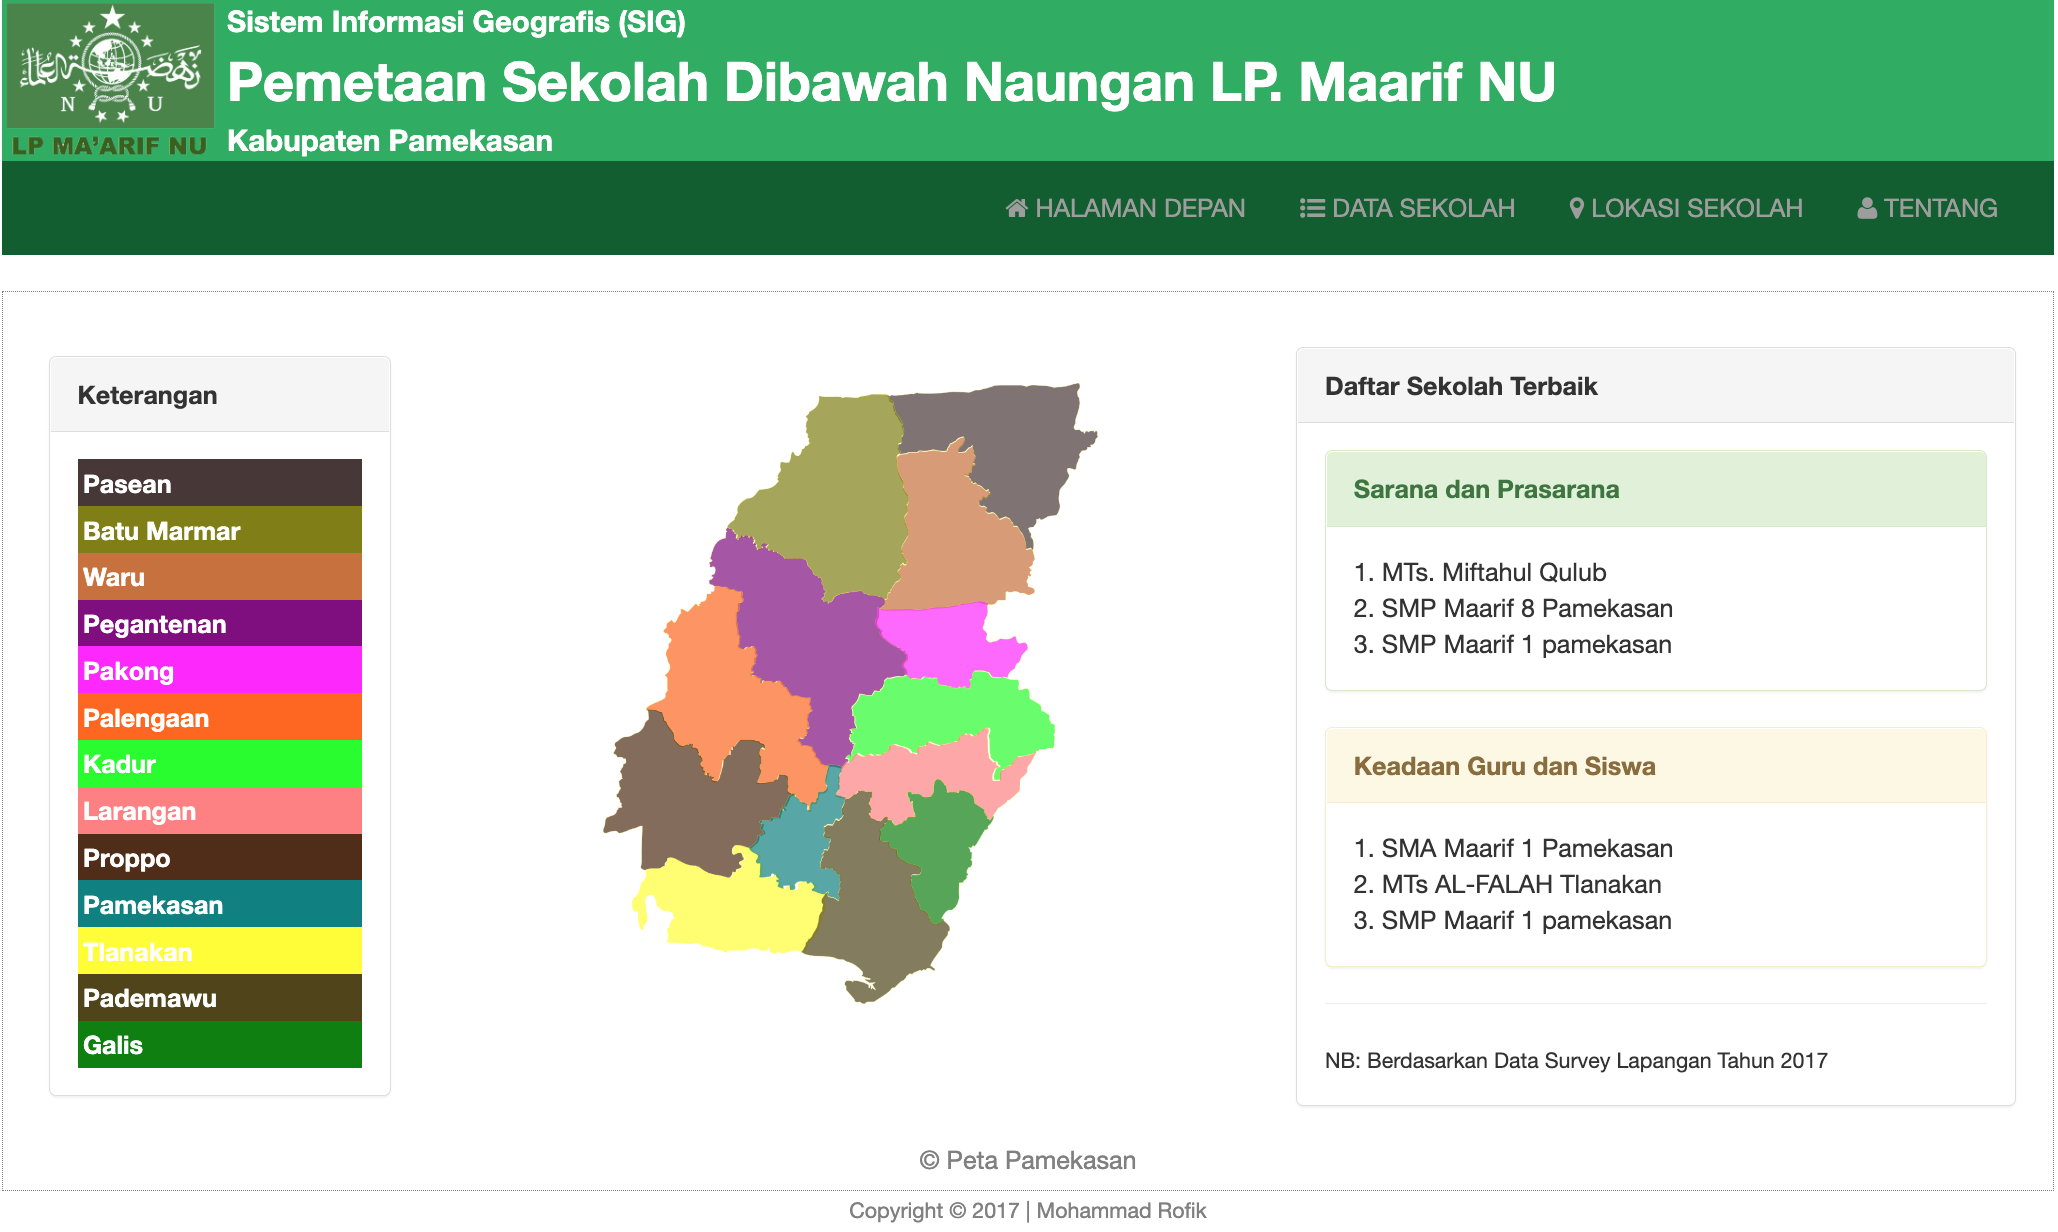 Sistem Informasi Geografis (SIG)
Pemetaan Sekolah Dibawah Naungan LP. Maarif NU
Kabupaten Pamekasan
N U
LP MA'ARIF NU
HALAMAN DEPAN
DATA SEKOLAH
LOKASI SEKOLAH
TENTANG
Keterangan
Pasean
Batu Marmar
Waru
Pegantenan
Pakong
Palengaan
Kadur
Larangan
Proppo
Pamekasan
Tlanakan
Pademawu
Galis
Daftar Sekolah Terbaik
Sarana dan Prasarana
1. MTs. Miftahul Qulub
2. SMP Maarif 8 Pamekasan
3. SMP Maarif 1 pamekasan
Keadaan Guru dan Siswa
1. SMA Maarif 1 Pamekasan
2. MTs AL-FALAH Tlanakan
3. SMP Maarif 1 pamekasan
NB: Berdasarkan Data Survey Lapangan Tahun 2017
© Peta Pamekasan
Copyright © 2017 | Mohammad Rofik